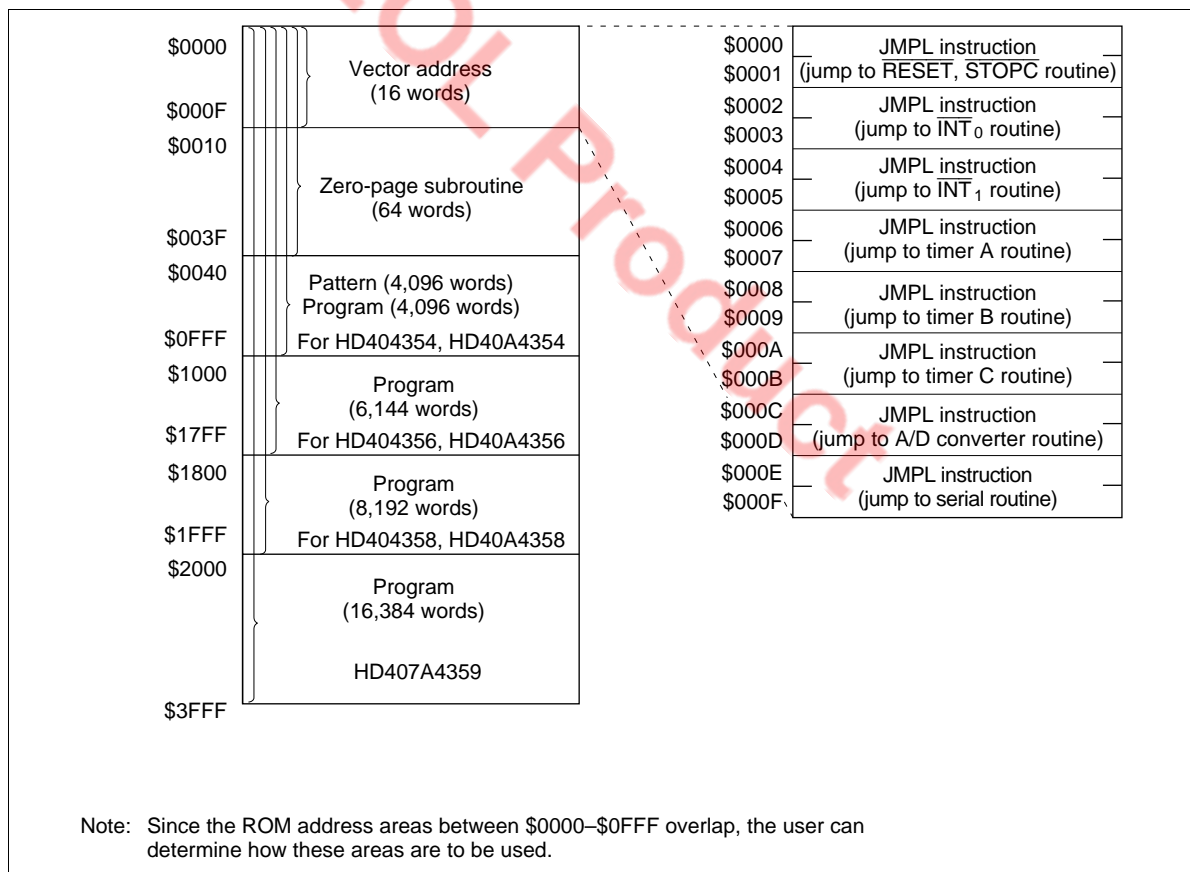 OL Product
$0000
$000F
$0010
$003F
$0040
$0FFF
$1000
$17FF
$1800
$1FFF
$2000
$3FFF
Vector address
(16 words)
Zero-page subroutine
(64 words)
Pattern (4,096 words)
Program (4,096 words)
For HD404354, HD40A4354
Program
(6,144 words)
For HD404356, HD40A4356
Program
(8,192 words)
For HD404358, HD40A4358
Program
(16,384 words)
HD407A4359
$0000
$0001
JMPL instruction
(jump to RESET, STOPC routine)
$0002
$0003
JMPL instruction
(jump to INT0 routine)
$0004
$0005
JMPL instruction
(jump to INT1 routine)
$0006
$0007
JMPL instruction
(jump to timer A routine)
$0008
$0009
JMPL instruction
(jump to timer B routine)
$000A
$000B
JMPL instruction
(jump to timer C routine)
$000C
$000D
JMPL instruction
(jump to A/D converter routine)
$000E
$000F
JMPL instruction
(jump to serial routine)
Note: Since the ROM address areas between $0000–$0FFF overlap, the user can
determine how these areas are to be used.